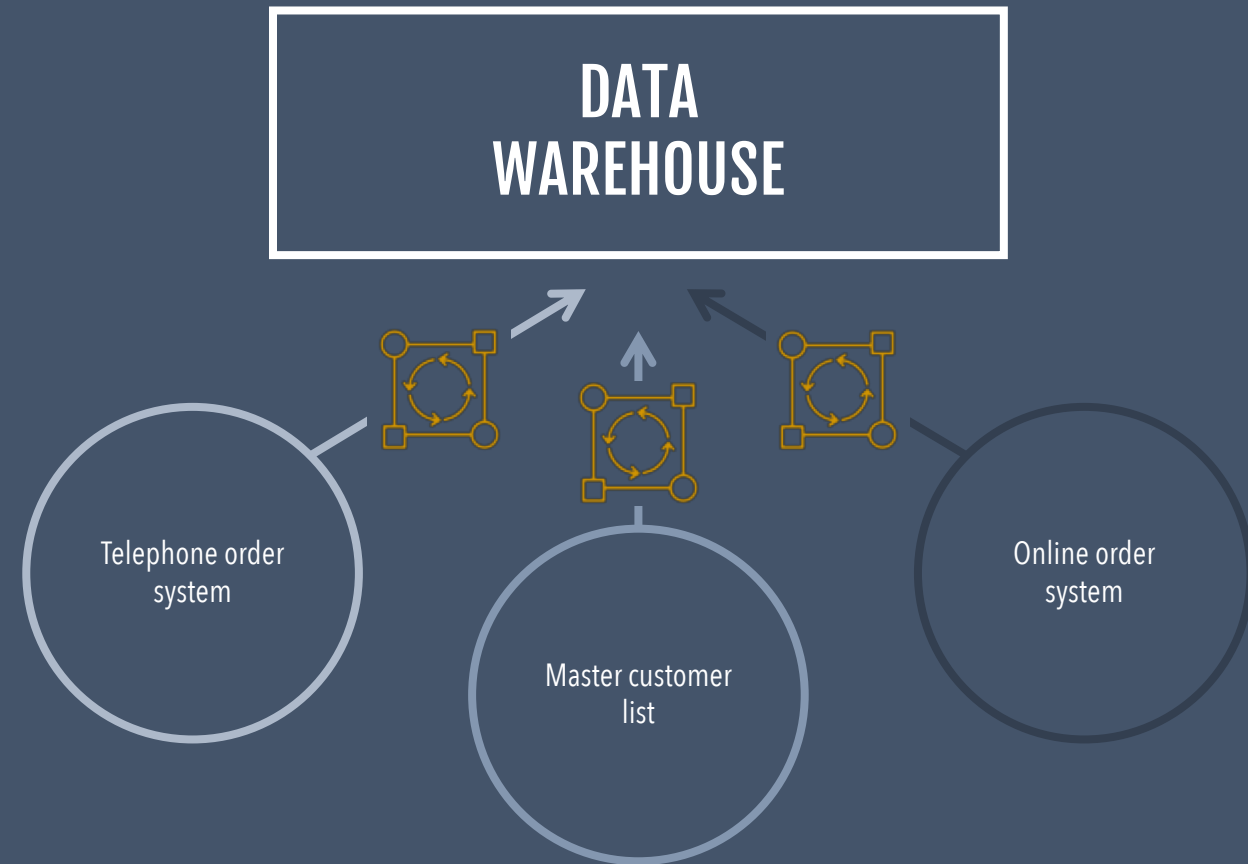 DATA
WAREHOUSE
Telephone order
system
Master customer
list
Online order
system